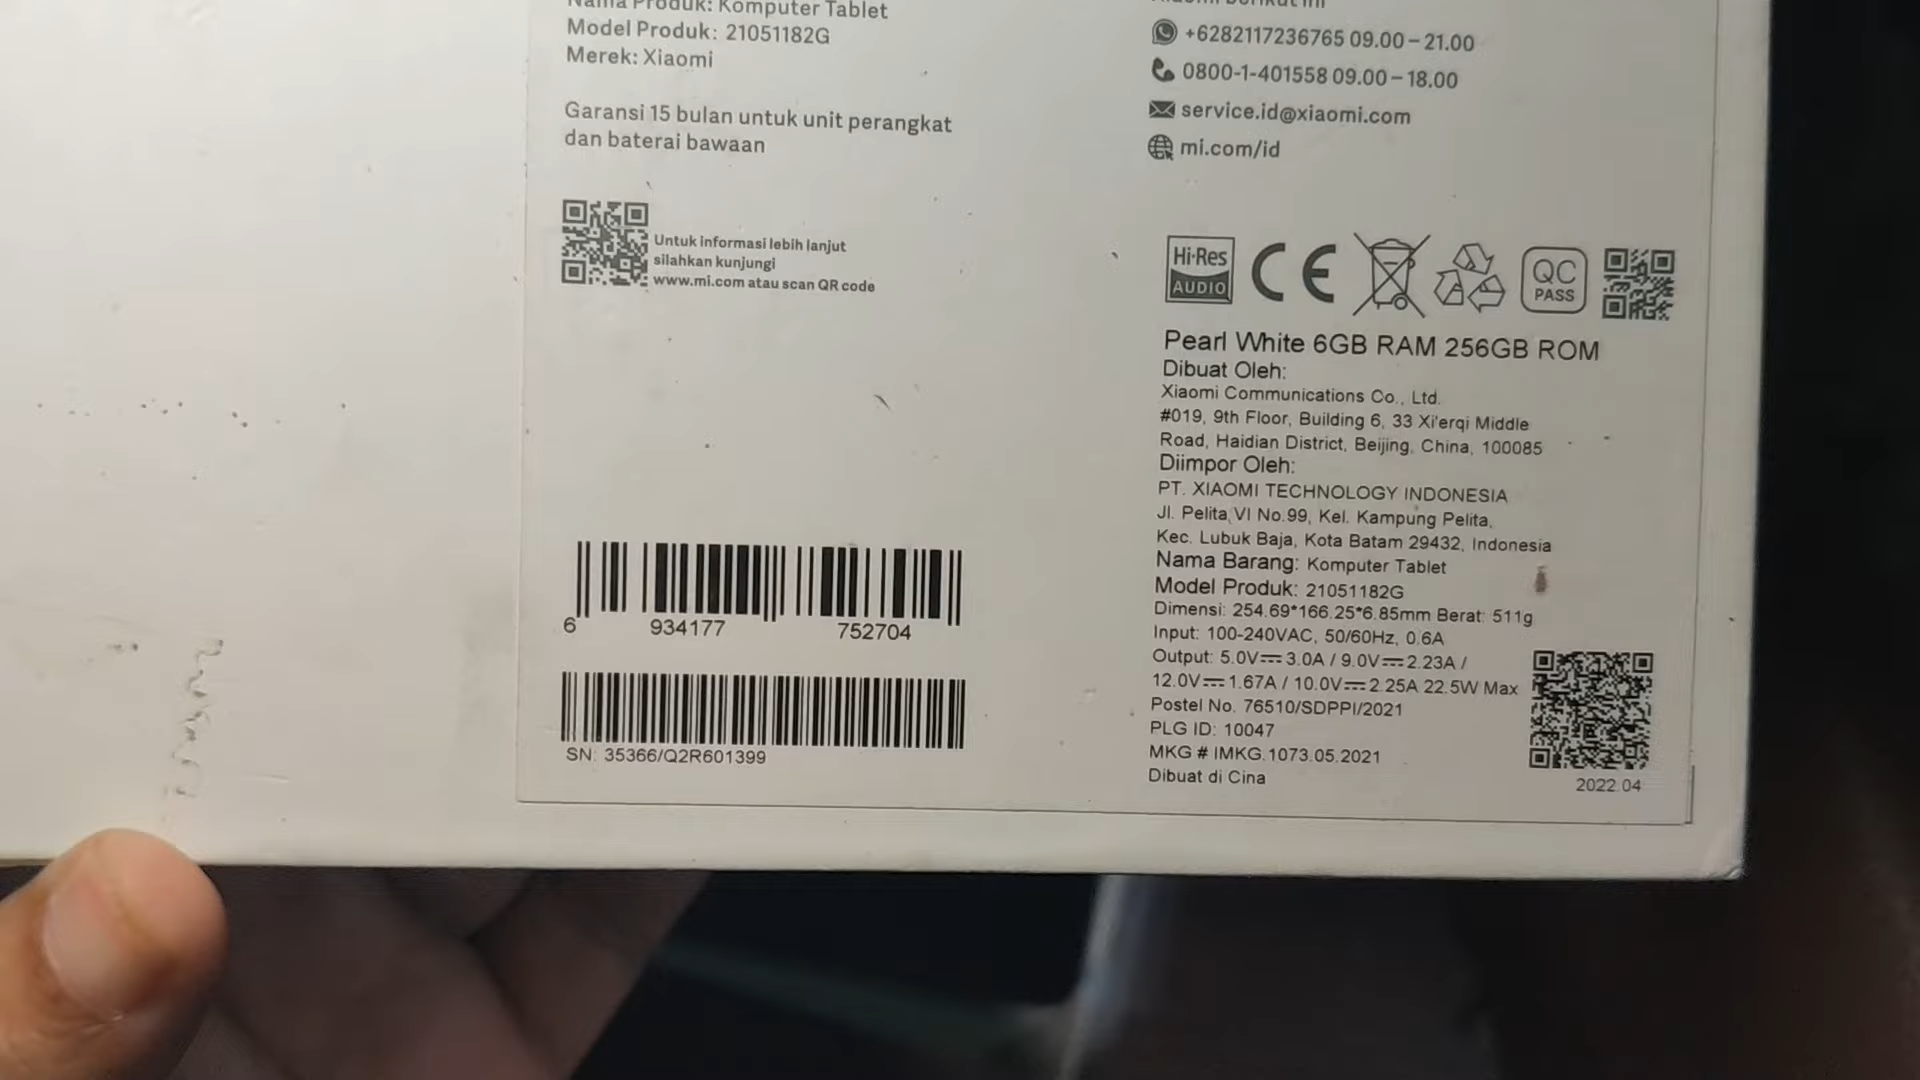 Nama Produk: Komputer Tablet
Model Produk: 21051182G
Merek: Xiaomi
Garansi 15 bulan untuk unit perangkat
dan baterai bawaan
Untuk informasi lebih lanjut
silahkan kunjungi
www.mi.com atau scan QR code
6 934177 752704
SN: 35366/Q2R601399
Xiaomi berikut ini
+6282117236765 09.00 – 21.00
0800-1-401558 09.00 – 18.00
service.id@xiaomi.com
mi.com/id
Hi-Res
AUDIO
CE
QC
PASS
Pearl White 6GB RAM 256GB ROM
Dibuat Oleh:
Xiaomi Communications Co., Ltd.
#019, 9th Floor, Building 6, 33 Xi'erqi Middle
Road, Haidian District, Beijing, China, 100085
Diimpor Oleh:
PT. XIAOMI TECHNOLOGY INDONESIA
Jl. Pelita VI No.99, Kel. Kampung Pelita,
Kec. Lubuk Baja, Kota Batam 29432, Indonesia
Nama Barang: Komputer Tablet
Model Produk: 21051182G
Dimensi: 254.69*166.25*6.85mm Berat: 511g
Input: 100-240VAC, 50/60Hz, 0.6A
Output: 5.0V⎓3.0A / 9.0V⎓2.23A /
12.0V⎓1.67A / 10.0V⎓2.25A 22.5W Max
Postel No. 76510/SDPPI/2021
PLG ID: 10047
MKG # IMKG.1073.05.2021
Dibuat di Cina
2022.04